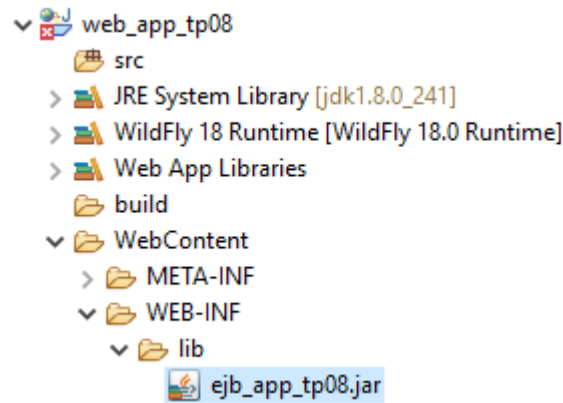 web_app_tp08
src
JRE System Library [jdk1.8.0_241]
WildFly 18 Runtime [WildFly 18.0 Runtime]
Web App Libraries
build
WebContent
META-INF
WEB-INF
lib
ejb_app_tp08.jar